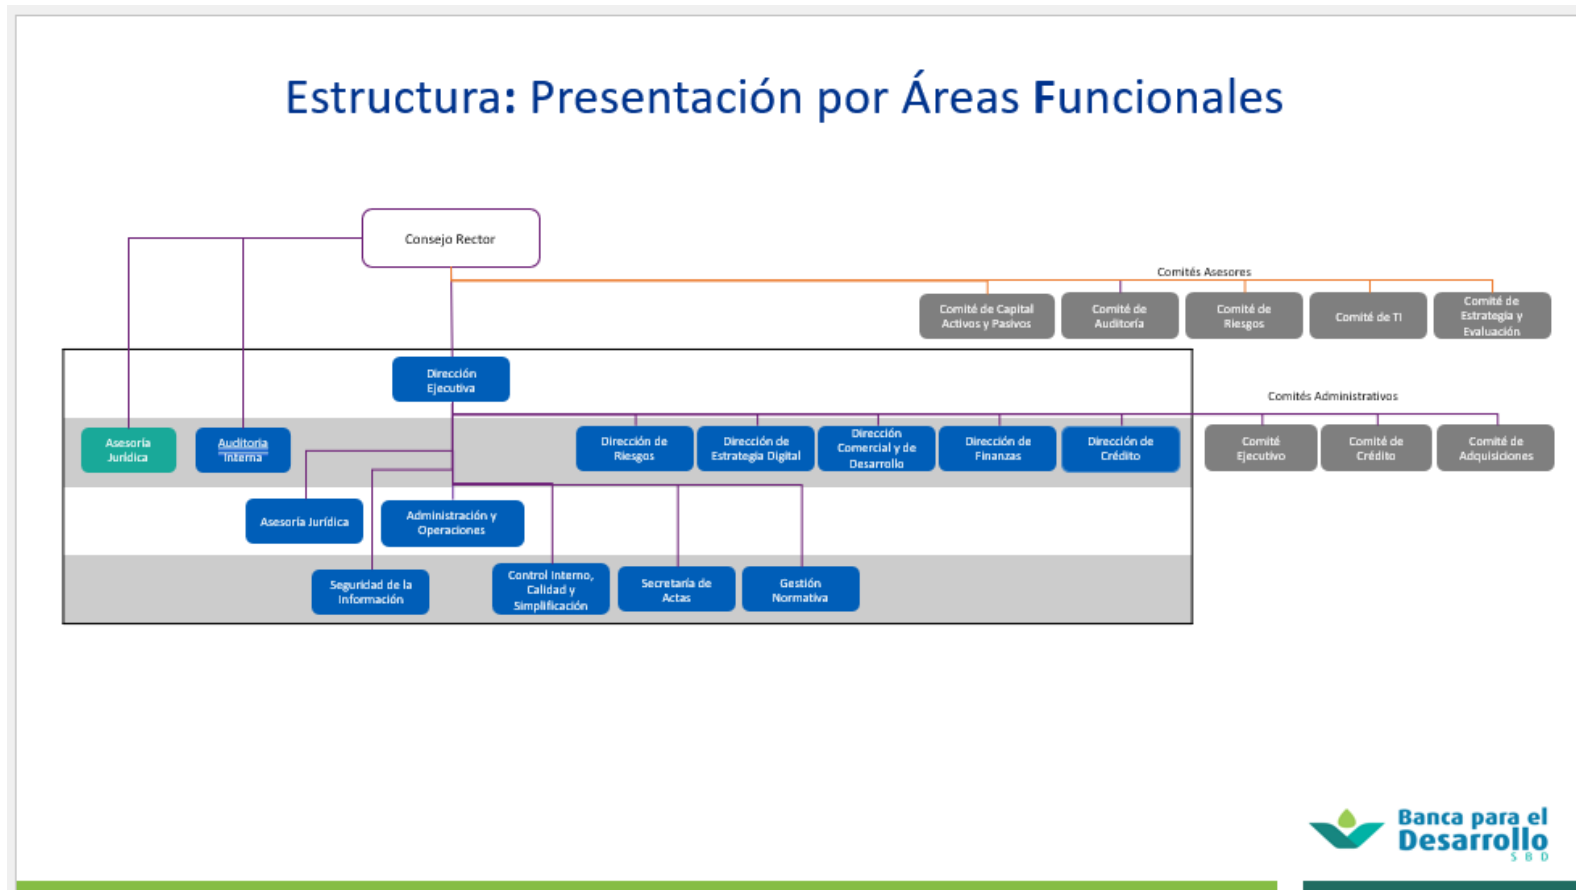 Estructura: Presentación por Áreas Funcionales
Consejo Rector
Comités Asesores
Comité de Capital
Activos y Pasivos
Comité de
Auditoría
Comité de
Riesgos
Comité de TI
Comité de
Estrategia y
Evaluación
Dirección
Ejecutiva
Comités Administrativos
Asesoría
Jurídica
Auditoria
Interna
Dirección de
Riesgos
Dirección de
Estrategia Digital
Dirección
Comercial y de
Desarrollo
Dirección de
Finanzas
Dirección de
Crédito
Comité
Ejecutivo
Comité de
Crédito
Comité de
Adquisiciones
Asesoría Jurídica
Administración y
Operaciones
Seguridad de la
Información
Control Interno,
Calidad y
Simplificación
Secretaría de
Actas
Gestión
Normativa
Banca para el
Desarrollo
SBD